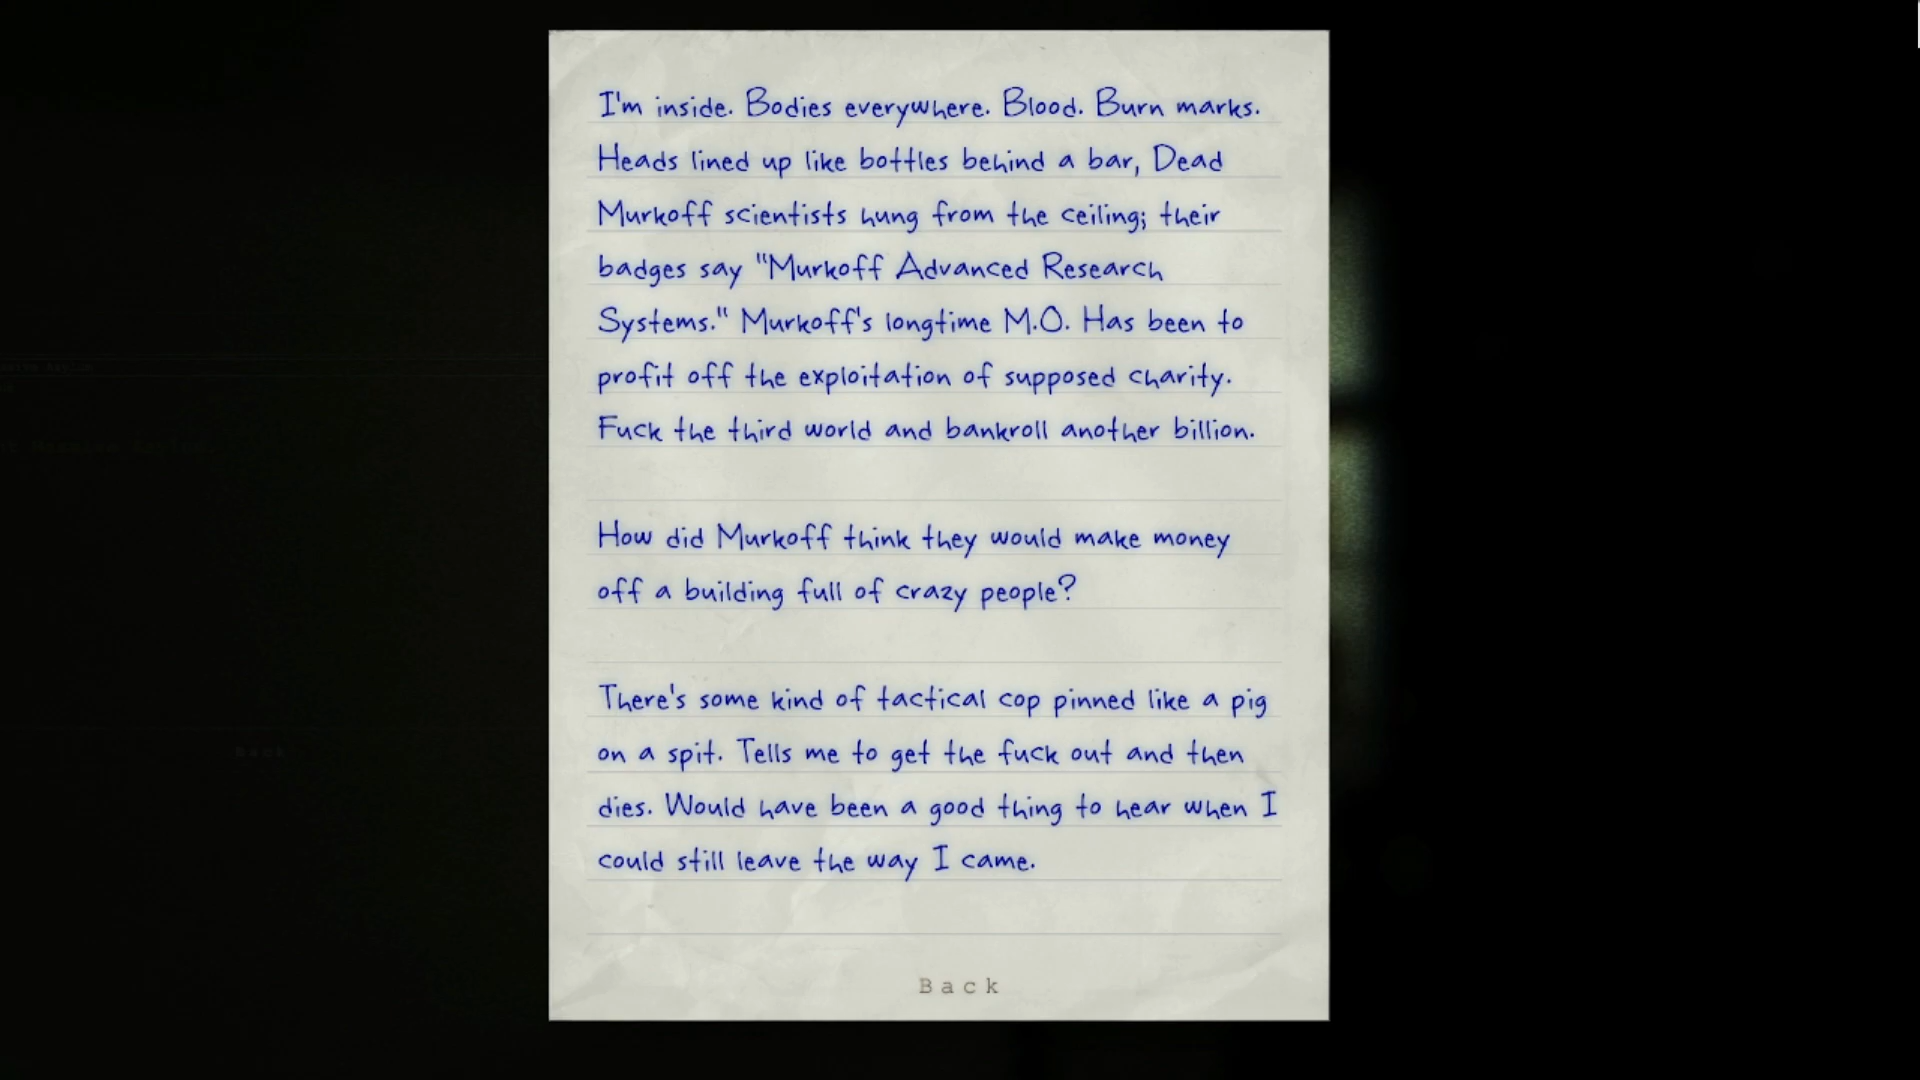 I'm inside. Bodies everywhere. Blood. Burn marks.
Heads lined up like bottles behind a bar, Dead
Murkoff scientists hung from the ceiling; their
badges say "Murkoff Advanced Research
Systems." Murkoff's longtime M.O. Has been to
profit off the exploitation of supposed charity.
Fuck the third world and bankroll another billion.
How did Murkoff think they would make money
off a building full of crazy people?
There's some kind of tactical cop pinned like a pig
on a spit. Tells me to get the fuck out and then
dies. Would have been a good thing to hear when I
could still leave the way I came.
Back
Back